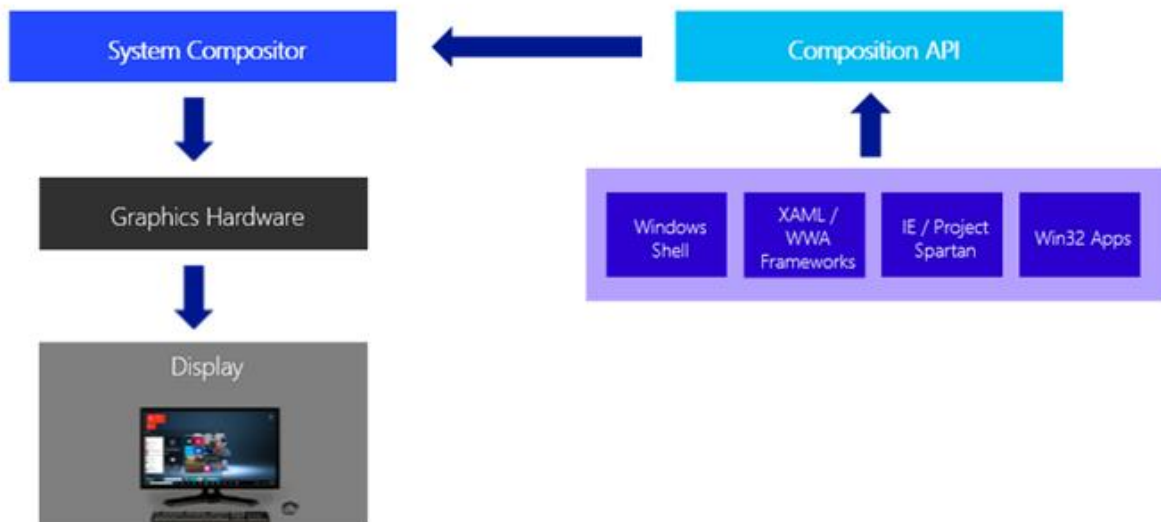 System Compositor
Composition API
Graphics Hardware
Windows
Shell
XAML /
WWA
Frameworks
IE / Project
Spartan
Win32 Apps
Display